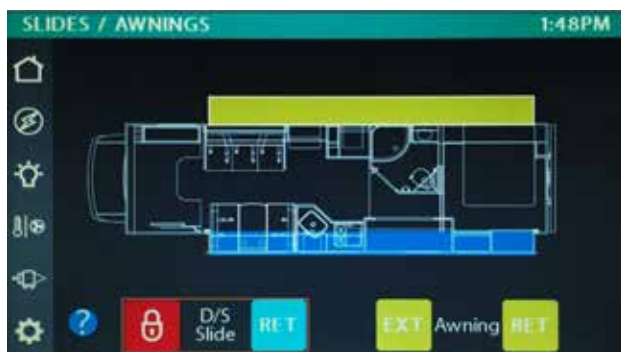 SLIDES / AWNINGS
1:48PM
?
D/S
Slide
RET
EXT
Awning
RET